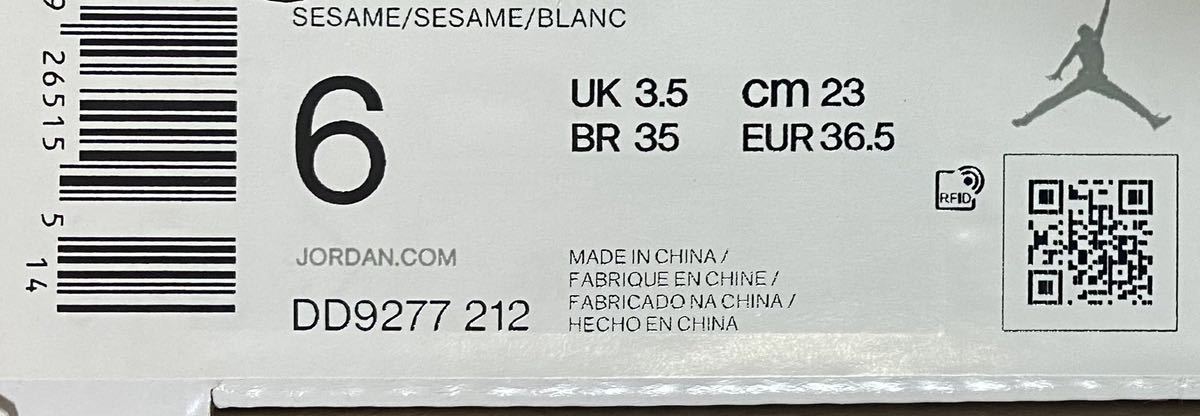 SESAME/SESAME/BLANC
6
UK 3.5 cm 23
BR 35 EUR 36.5
RFID
JORDAN.COM
DD9277 212
MADE IN CHINA /
FABRIQUE EN CHINE /
FABRICADO NA CHINA /
HECHO EN CHINA
26515 5
14